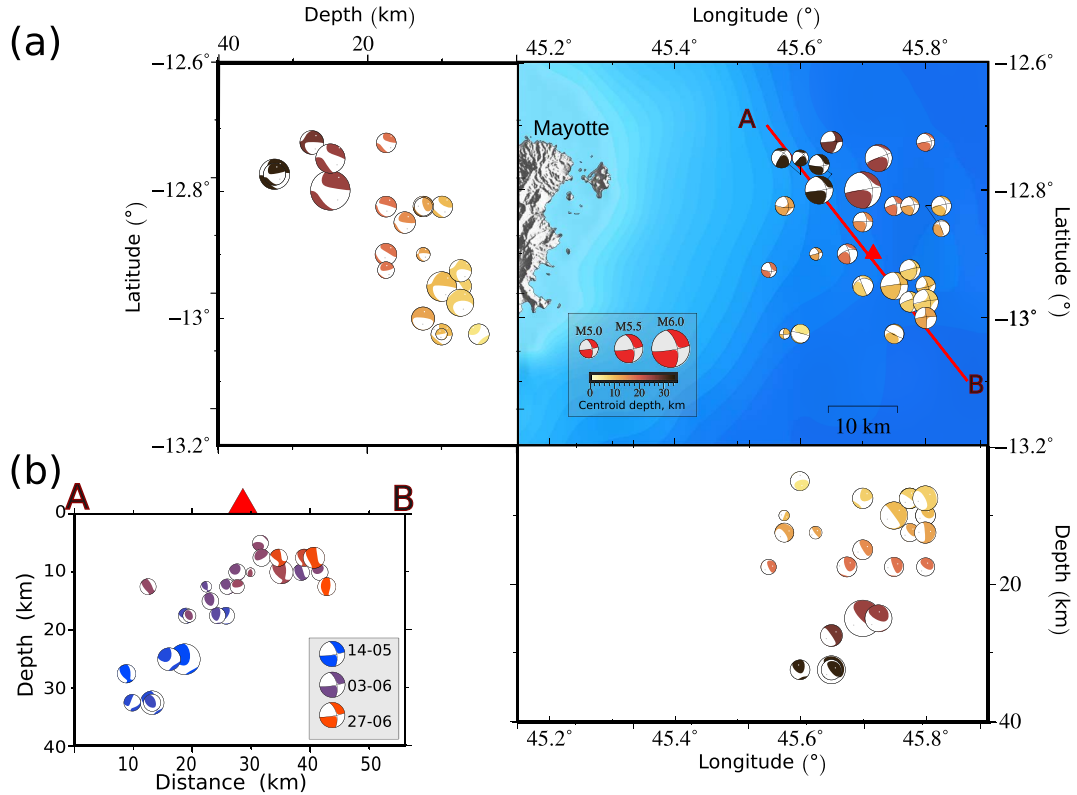 (a)
Depth (km)
Longitude (°)
40
20
45.2°
45.4°
45.6°
45.8°
−12.6°
−12.6°
A
Mayotte
−12.8°
−12.8°
Latitude (°)
Latitude (°)
−13°
−13°
M5.0
M5.5
M6.0
0
10
20
30
Centroid depth, km
B
10 km
−13.2°
−13.2°
(b)
A
B
0
10
20
30
40
Depth (km)
14-05
03-06
27-06
10
20
30
40
50
Distance (km)
20
40
Depth (km)
45.2°
45.4°
45.6°
45.8°
Longitude (°)